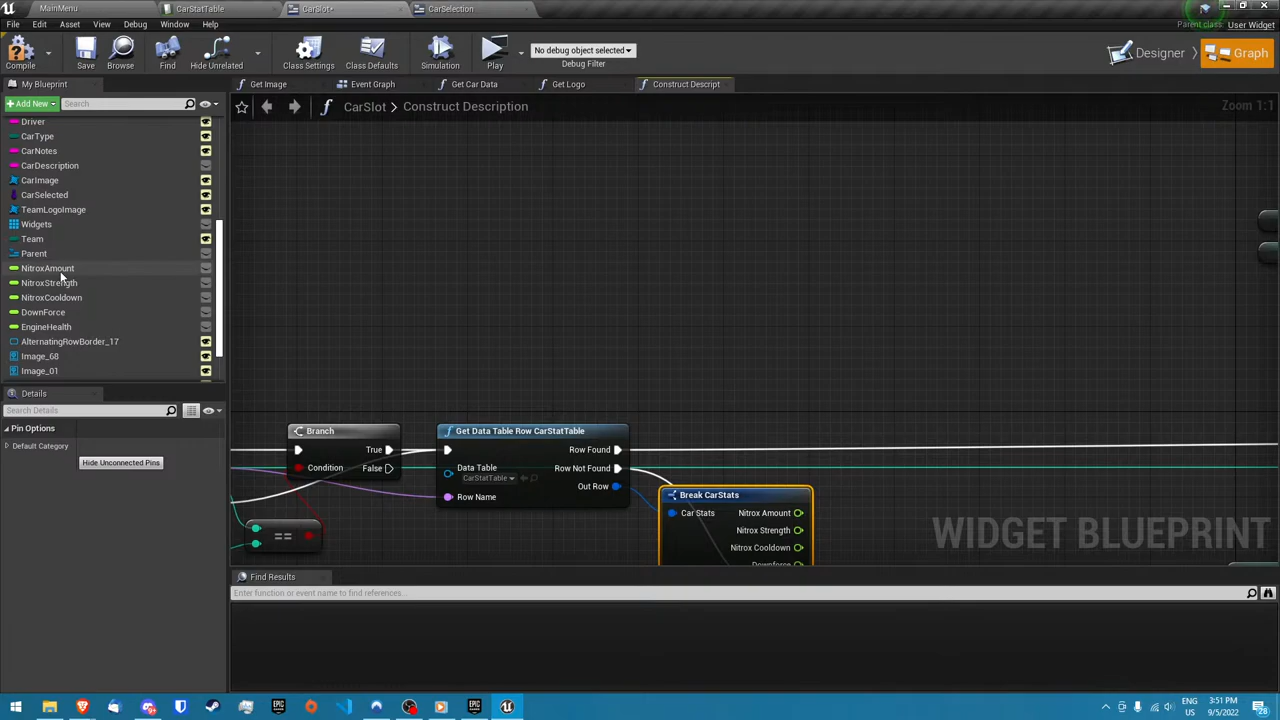 MainMenu
CarStatTable
CarSlot*
CarSelection
File Edit Asset View Debug Window Help
Parent class: User Widget
Compile
Save
Browse
Find
Hide Unrelated
Class Settings
Class Defaults
Simulation
Play
No debug object selected
Debug Filter
Designer
Graph
My Blueprint
Get Image
Event Graph
Get Car Data
Get Logo
Construct Descript
+Add New
Search
CarSlot > Construct Description
Zoom 1:1
Driver
CarType
CarNotes
CarDescription
CarImage
CarSelected
TeamLogoImage
Widgets
Team
Parent
NitroxAmount
NitroxStrength
NitroxCooldown
DownForce
EngineHealth
AlternatingRowBorder_17
Image_68
Image_01
Details
Search Details
Pin Options
Default Category
Hide Unconnected Pins
Branch
True
Condition
False
==
Get Data Table Row CarStatTable
Row Found
Data Table
CarStatTable
Row Not Found
Out Row
Row Name
Break CarStats
Car Stats
Nitrox Amount
Nitrox Strength
Nitrox Cooldown
Downforce
WIDGET BLUEPRINT
Find Results
Enter function or event name to find references...
EPIC
GAMES
EPIC
GAMES
ENG
US
3:51 PM
9/5/2022
28